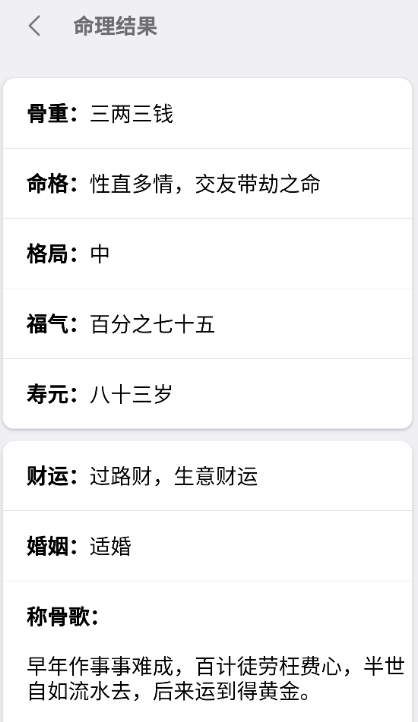 命理结果
骨重：三两三钱
命格：性直多情，交友带劫之命
格局：中
福气：百分之七十五
寿元：八十三岁
财运：过路财，生意财运
婚姻：适婚
称骨歌：
早年作事事难成，百计徒劳枉费心，半世
自如流水去，后来运到得黄金。